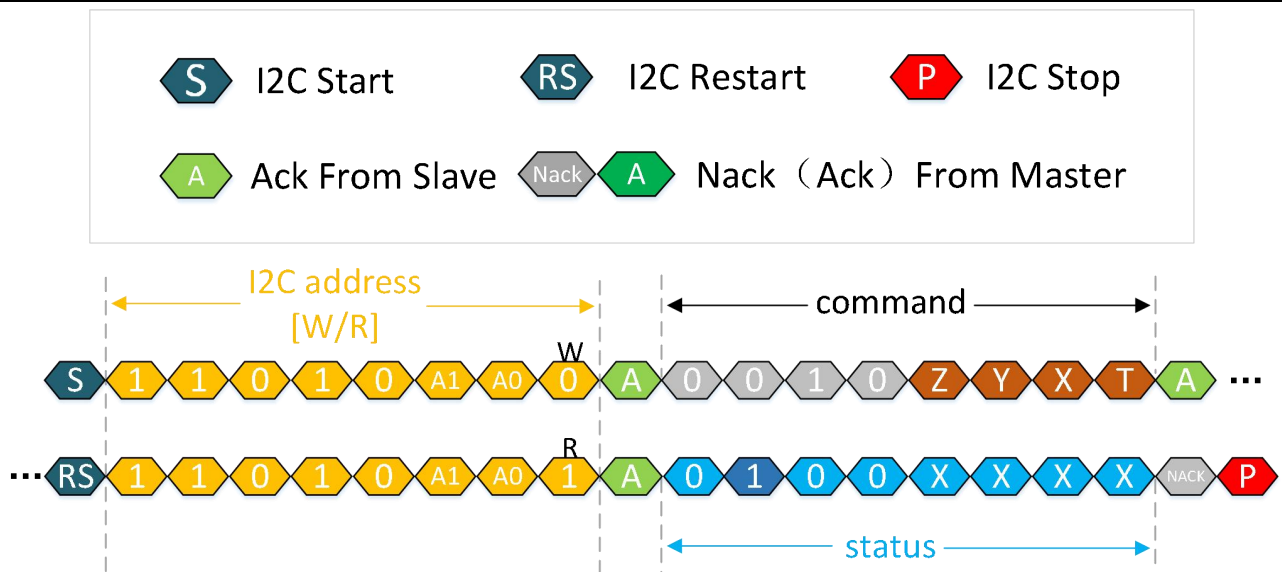 S I2C Start RS I2C Restart P I2C Stop
A Ack From Slave Nack A Nack（Ack）From Master
I2C address
[W/R]
command
W
S 1 1 0 1 0 A1 A0 0 A 0 0 1 0 Z Y X T A ...
R
... RS 1 1 0 1 0 A1 A0 1 A 0 1 0 0 X X X X NACK P
status